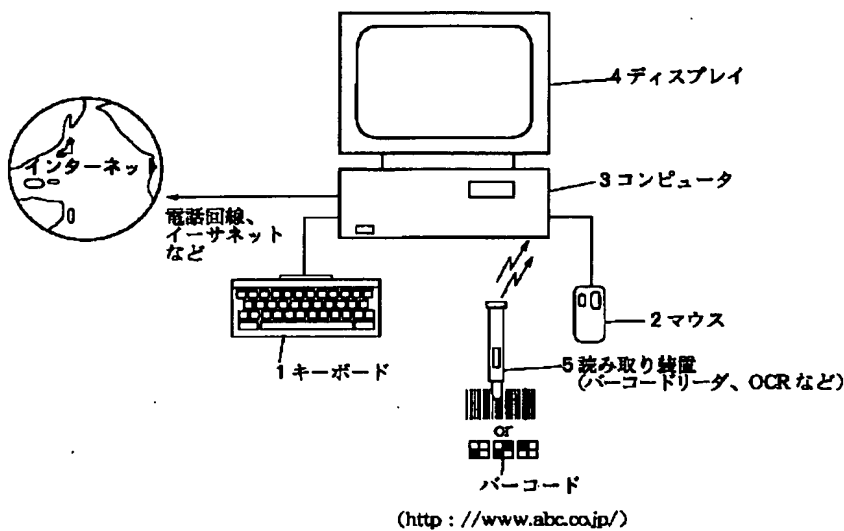 4 ディスプレイ
インターネット
3 コンピュータ
電話回線、
イーサネット
など
2 マウス
1 キーボード
5 読み取り装置
(バーコードリーダ、OCR など)
or
バーコード
(http : //www.abc.co.jp/)